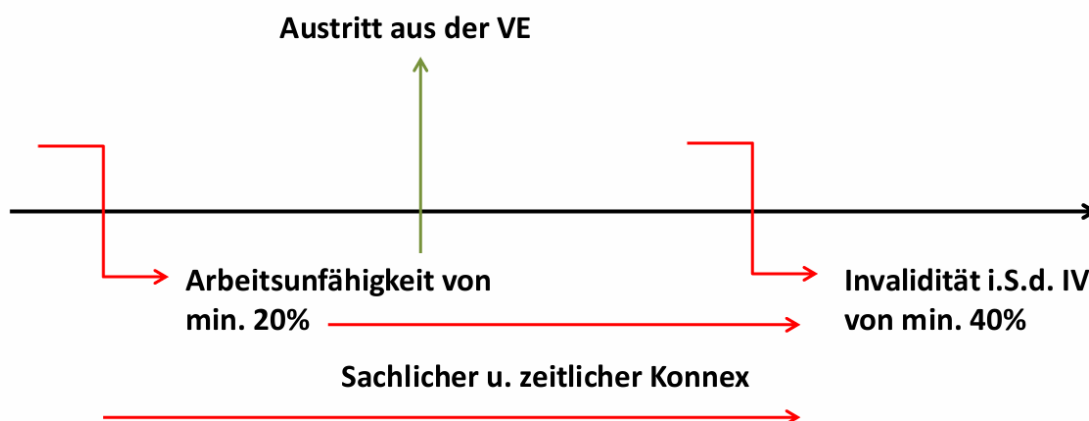 Austritt aus der VE
Arbeitsunfähigkeit von
min. 20%
Invalidität i.S.d. IV
von min. 40%
Sachlicher u. zeitlicher Konnex